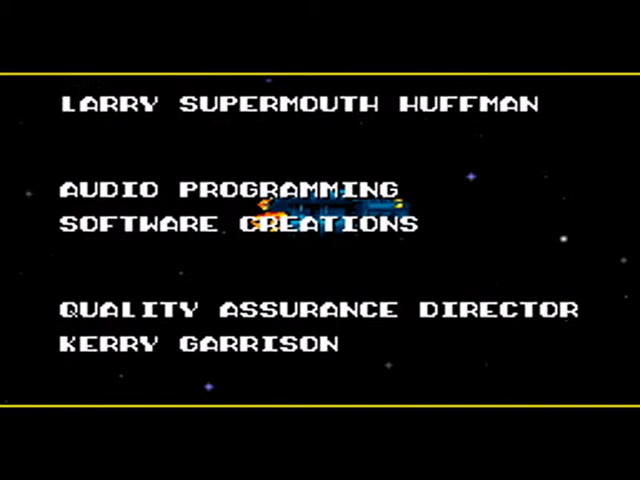 LARRY SUPERMOUTH HUFFMAN
AUDIO PROGRAMMING
SOFTWARE CREATIONS
QUALITY ASSURANCE DIRECTOR
KERRY GARRISON